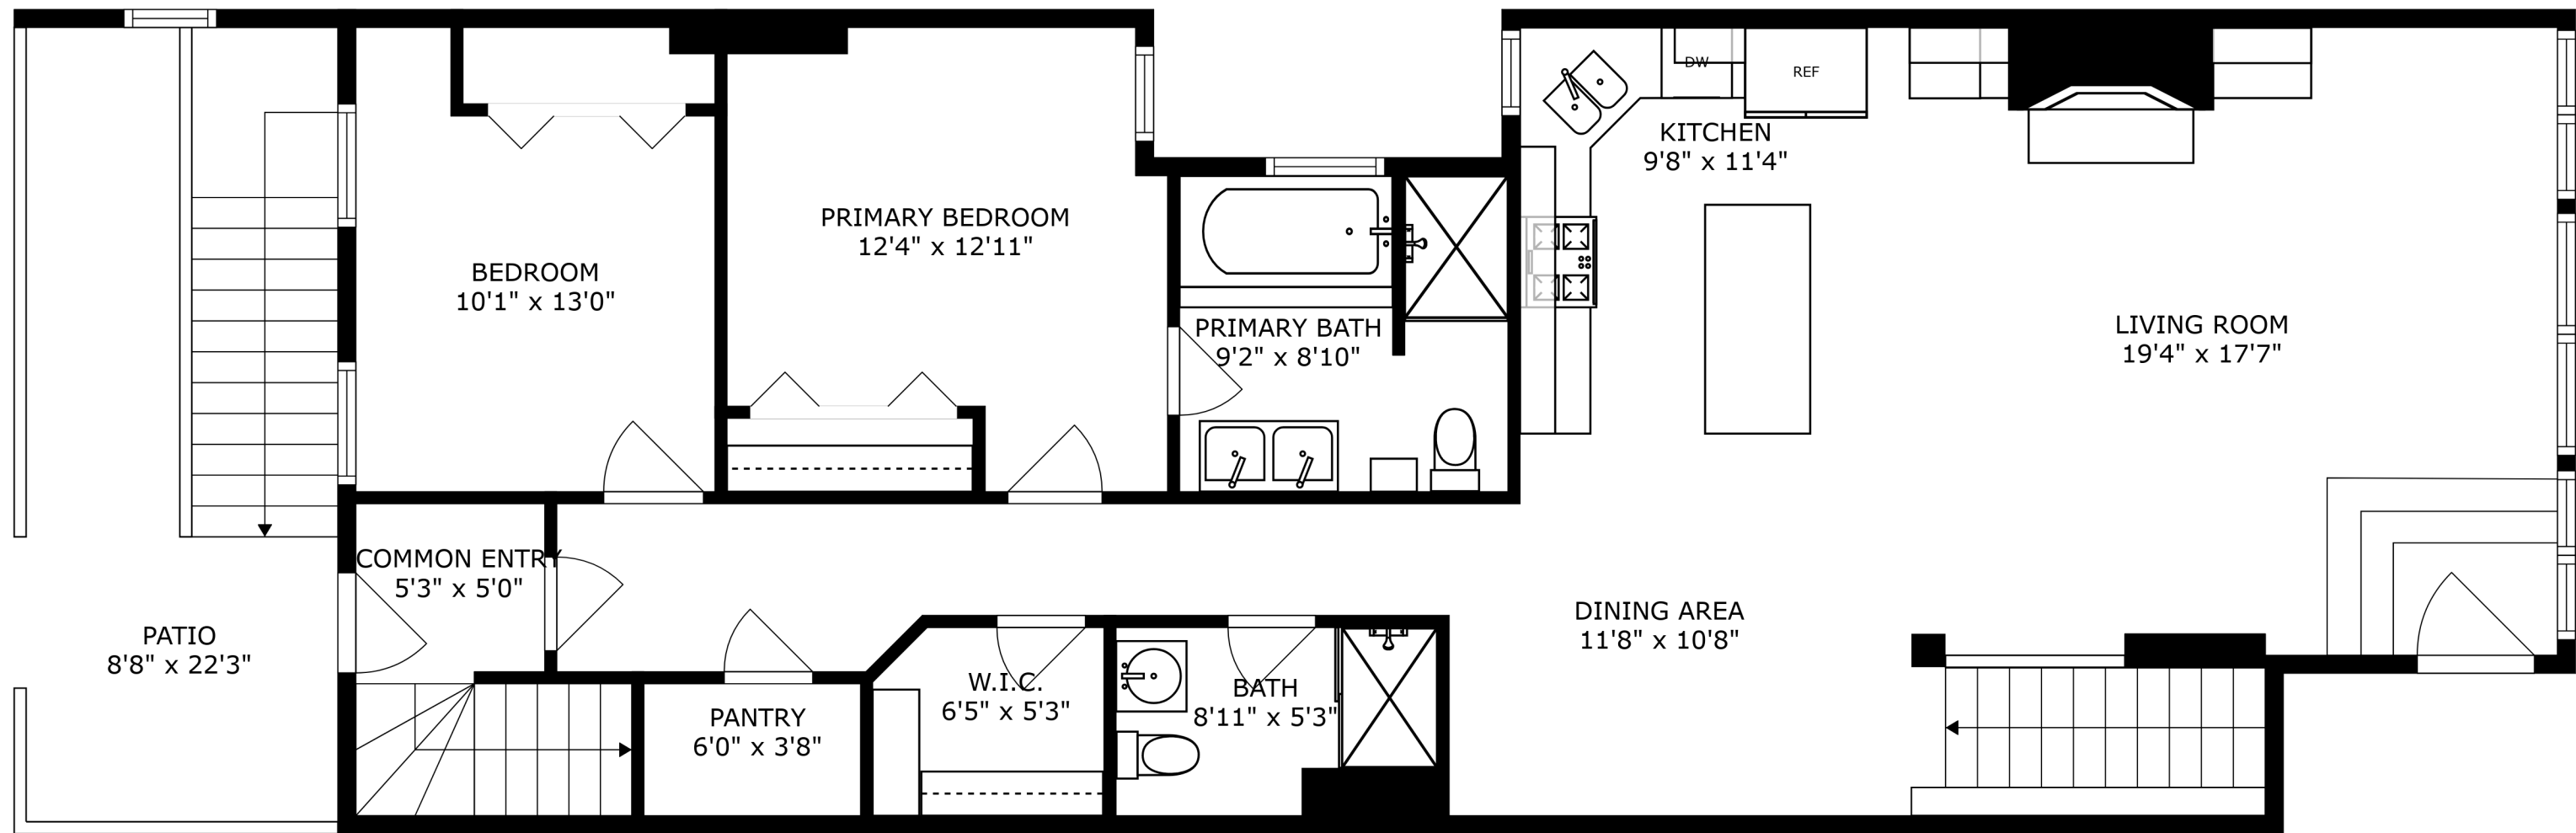 DW
REF
KITCHEN
9'8" x 11'4"
PRIMARY BEDROOM
12'4" x 12'11"
BEDROOM
10'1" x 13'0"
PRIMARY BATH
9'2" x 8'10"
LIVING ROOM
19'4" x 17'7"
COMMON ENTRY
5'3" x 5'0"
DINING AREA
11'8" x 10'8"
PATIO
8'8" x 22'3"
W.I.C.
6'5" x 5'3"
BATH
8'11" x 5'3"
PANTRY
6'0" x 3'8"